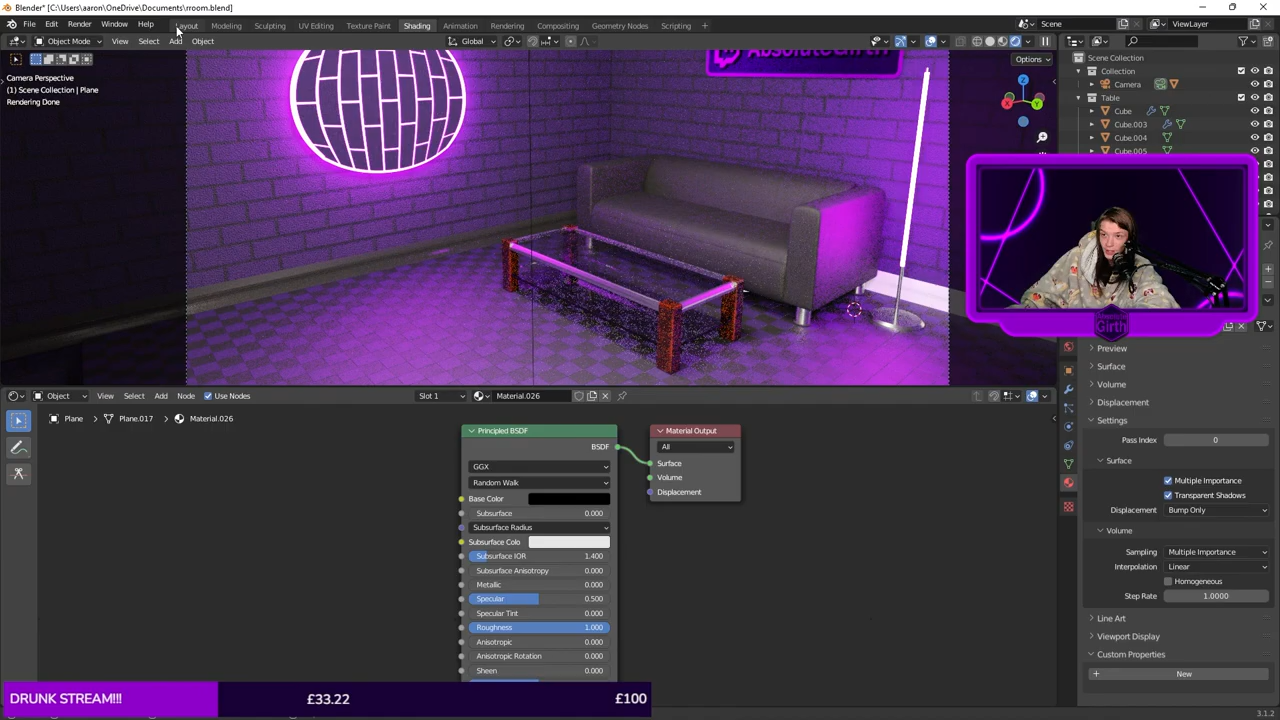 Blender* [C:\Users\aaron\OneDrive\Documents\rroom.blend]
File Edit Render Window Help Layout Modeling Sculpting UV Editing Texture Paint Shading Animation Rendering Compositing Geometry Nodes Scripting + Scene ViewLayer
Object Mode View Select Add Object Global
Options
Camera Perspective
(1) Scene Collection | Plane
Rendering Done
Scene Collection
Collection
Camera
Table
Cube
Cube.003
Cube.004
Cube.005
X Y Z
Girth
Object View Select Add Node Use Nodes Slot 1 Material.026
Plane > Plane.017 > Material.026
Principled BSDF
BSDF
GGX
Random Walk
Base Color
Subsurface 0.000
Subsurface Radius
Subsurface Colo
Subsurface IOR 1.400
Subsurface Anisotropy 0.000
Metallic 0.000
Specular 0.500
Specular Tint 0.000
Roughness 1.000
Anisotropic 0.000
Anisotropic Rotation 0.000
Sheen 0.000
Material Output
All
Surface
Volume
Displacement
Preview
Surface
Volume
Displacement
Settings
Pass Index 0
Surface
Multiple Importance
Transparent Shadows
Displacement Bump Only
Volume
Sampling Multiple Importance
Interpolation Linear
Homogeneous
Step Rate 1.0000
Line Art
Viewport Display
Custom Properties
+ New
DRUNK STREAM!!! £33.22 £100
3.1.2